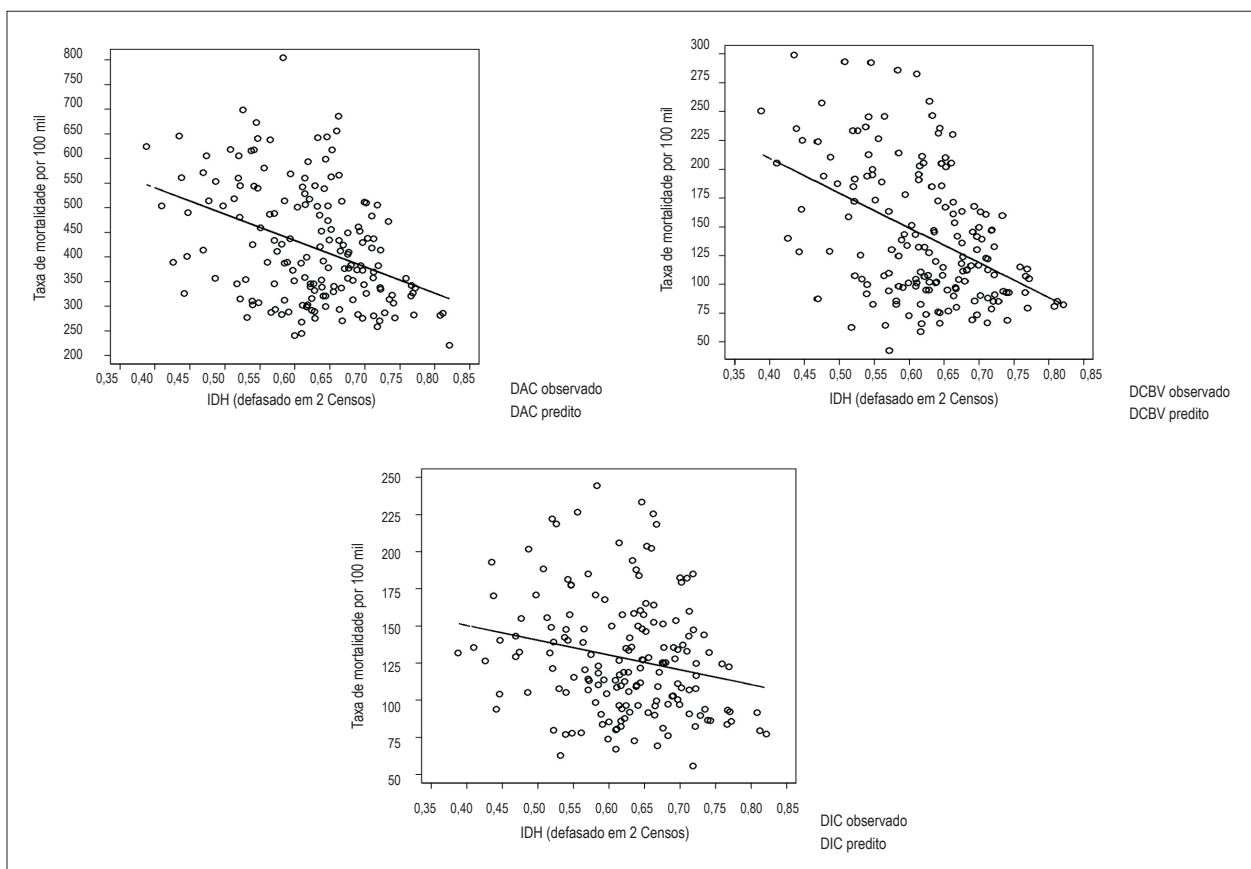 Taxa de mortalidade por 100 mil
800
750
700
650
600
550
500
450
400
350
300
250
200
0,35 0,40 0,45 0,50 0,55 0,60 0,65 0,70 0,75 0,80 0,85
IDH (defasado em 2 Censos)
DAC observado
DAC predito
Taxa de mortalidade por 100 mil
300
275
250
225
200
175
150
125
100
75
50
0,35 0,40 0,45 0,50 0,55 0,60 0,65 0,70 0,75 0,80 0,85
IDH (defasado em 2 Censos)
DCBV observado
DCBV predito
Taxa de mortalidade por 100 mil
250
225
200
175
150
125
100
75
50
0,35 0,40 0,45 0,50 0,55 0,60 0,65 0,70 0,75 0,80 0,85
IDH (defasado em 2 Censos)
DIC observado
DIC predito